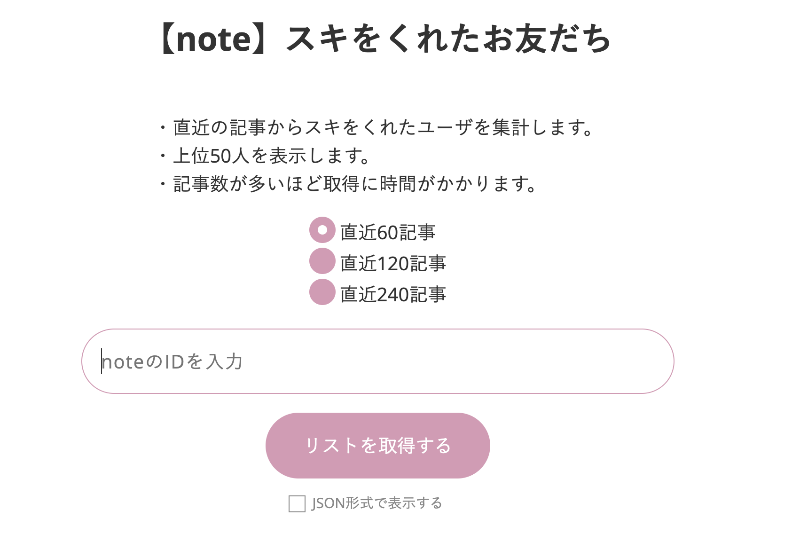 【note】スキをくれたお友だち
・直近の記事からスキをくれたユーザを集計します。
・上位50人を表示します。
・記事数が多いほど取得に時間がかかります。
直近60記事
直近120記事
直近240記事
noteのIDを入力
リストを取得する
JSON形式で表示する